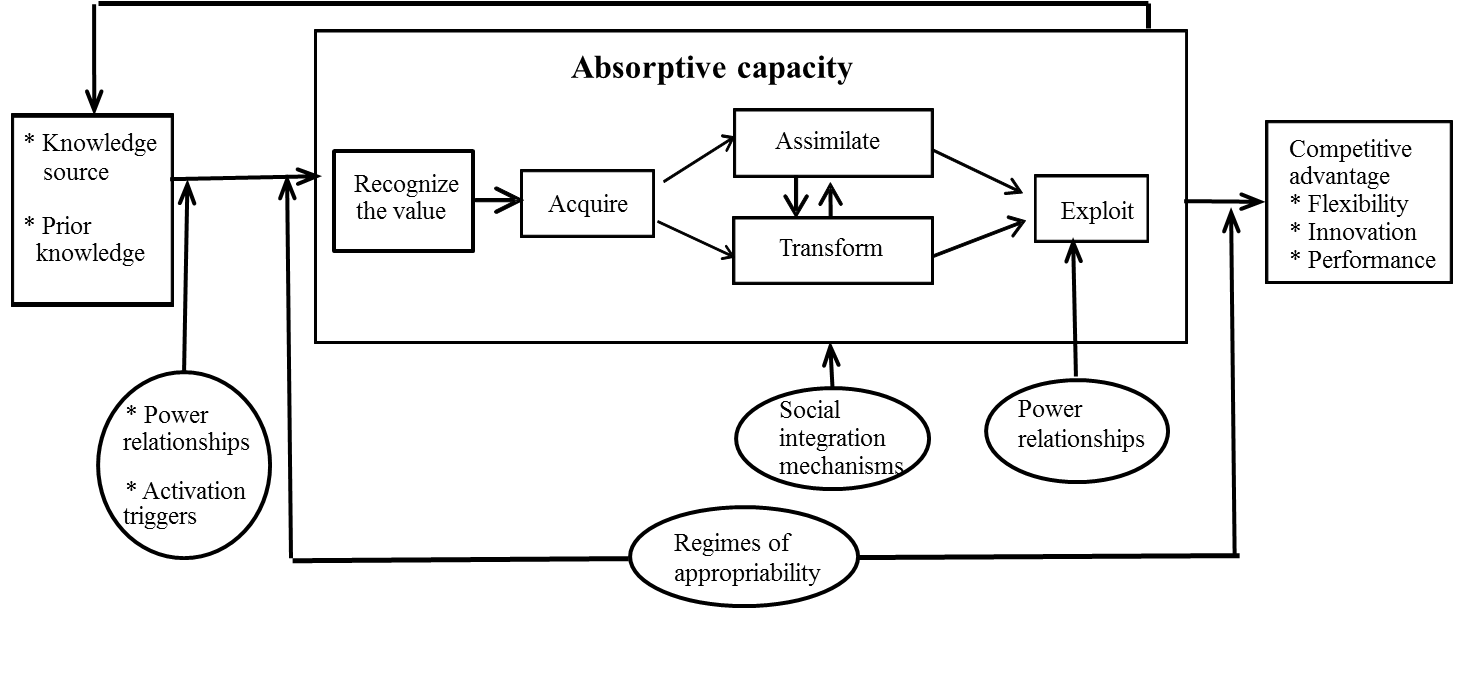 Absorptive capacity
* Knowledge
source
* Prior
knowledge
Recognize
the value
Acquire
Assimilate
Transform
Exploit
Competitive
advantage
* Flexibility
* Innovation
* Performance
* Power
relationships
* Activation
triggers
Social
integration
mechanisms
Power
relationships
Regimes of
appropriability